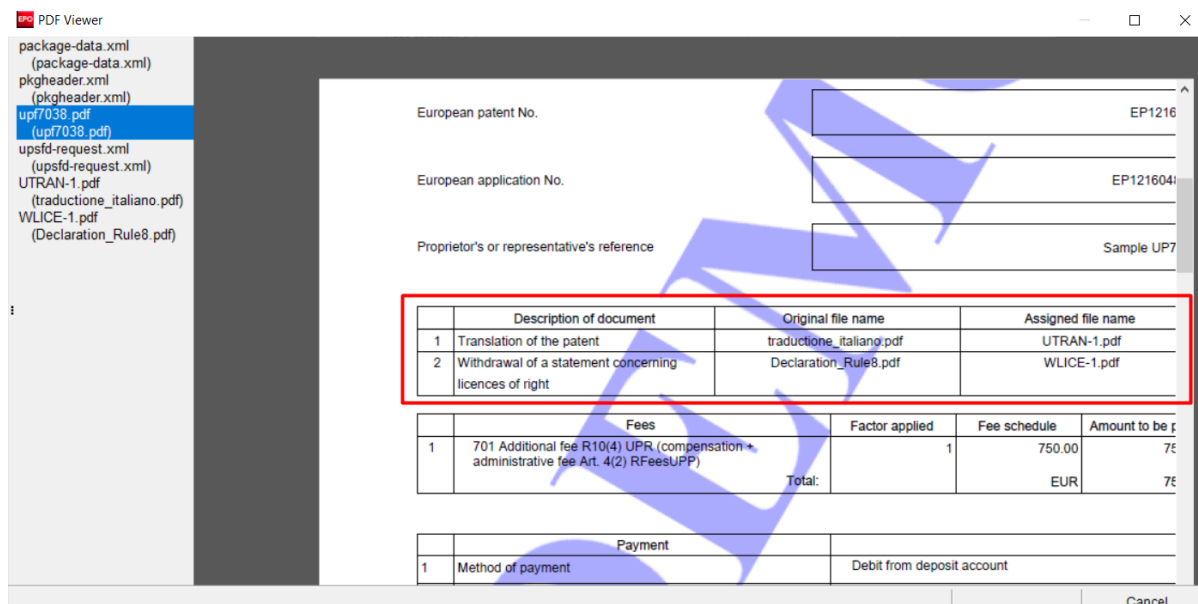 EPO PDF Viewer
package-data.xml
(package-data.xml)
pkgheader.xml
(pkgheader.xml)
upf7038.pdf
(upf7038.pdf)
upsfd-request.xml
(upsfd-request.xml)
UTRAN-1.pdf
(traductione_italiano.pdf)
WLICE-1.pdf
(Declaration_Rule8.pdf)
European patent No. EP1216
European application No. EP1216048
Proprietor's or representative's reference Sample UP7
Description of document Original file name Assigned file name
1 Translation of the patent traductione_italiano.pdf UTRAN-1.pdf
2 Withdrawal of a statement concerning Declaration_Rule8.pdf WLICE-1.pdf
licences of right
Fees Factor applied Fee schedule Amount to be p
1 701 Additional fee R10(4) UPR (compensation + 1 750.00 75
administrative fee Art. 4(2) RFeesUPP)
Total: EUR 75
Payment
1 Method of payment Debit from deposit account
Cancel